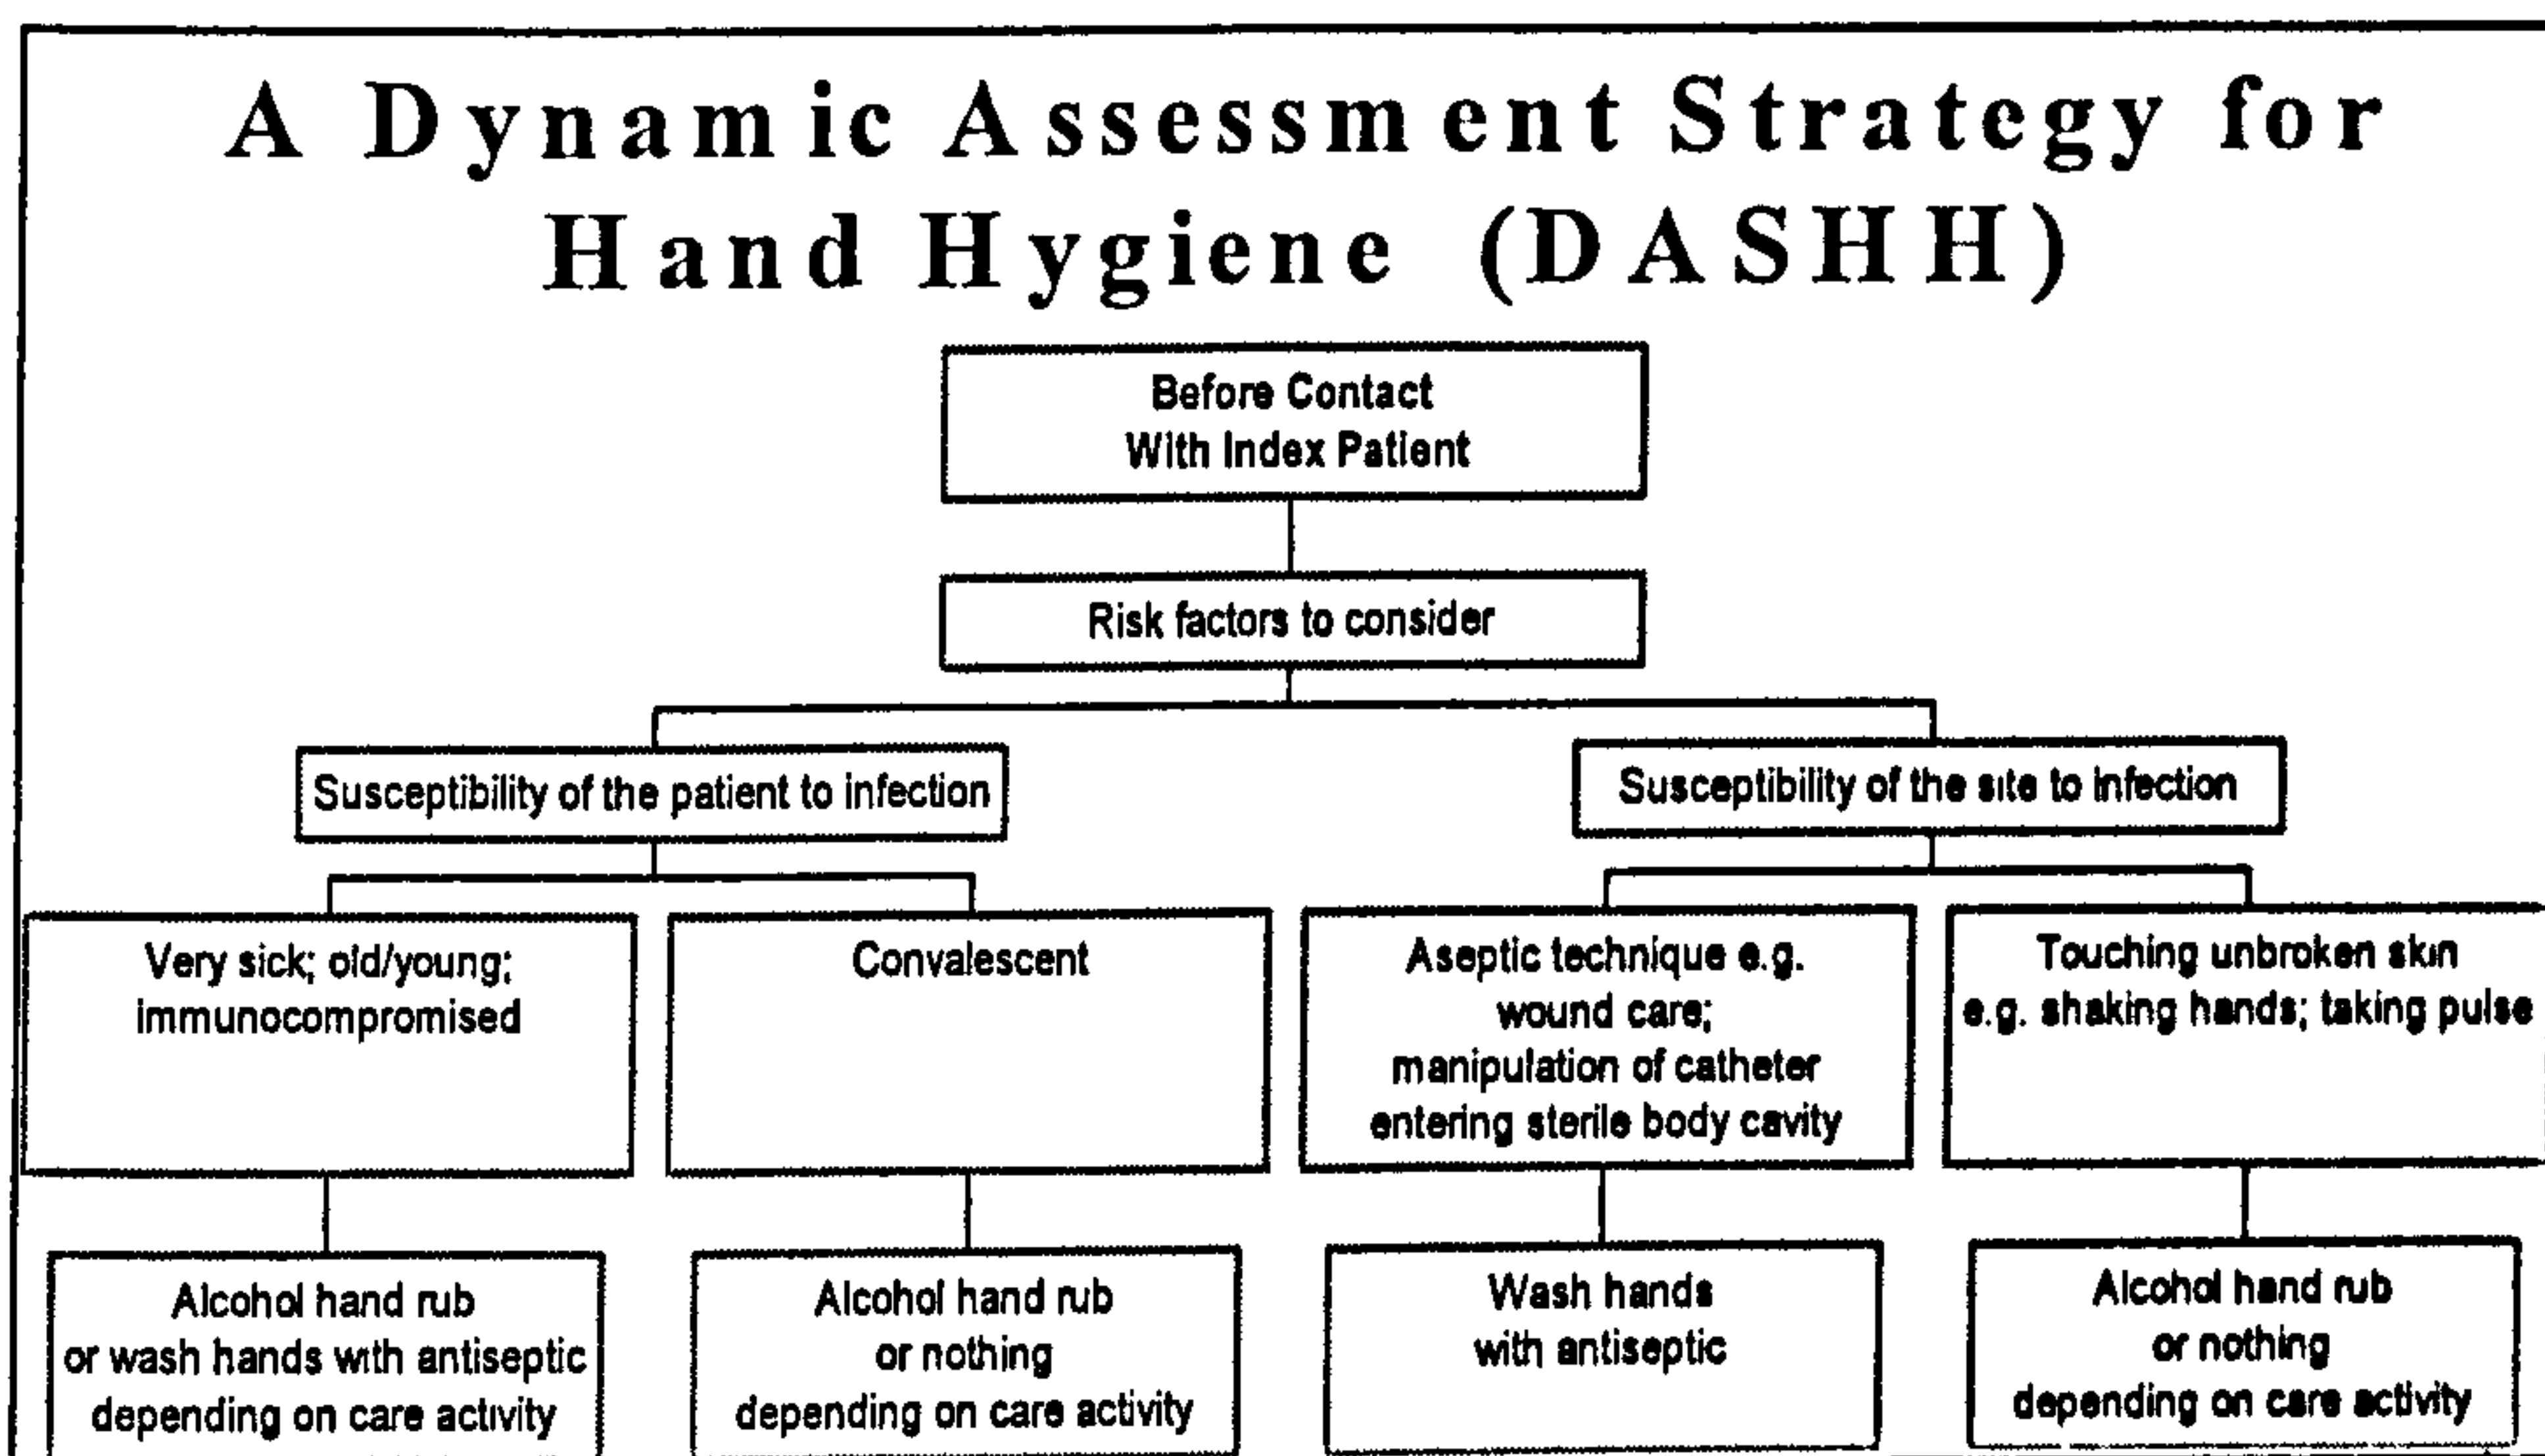 A Dynamic Assessment Strategy for
Hand Hygiene (DASHH)
Before Contact
With Index Patient
Risk factors to consider
Susceptibility of the patient to infection
Susceptibility of the site to infection
Very sick; old/young;
immunocompromised
Convalescent
Aseptic technique e.g.
wound care;
manipulation of catheter
entering sterile body cavity
Touching unbroken skin
e.g. shaking hands; taking pulse
Alcohol hand rub
or wash hands with antiseptic
depending on care activity
Alcohol hand rub
or nothing
depending on care activity
Wash hands
with antiseptic
Alcohol hand rub
or nothing
depending on care activity